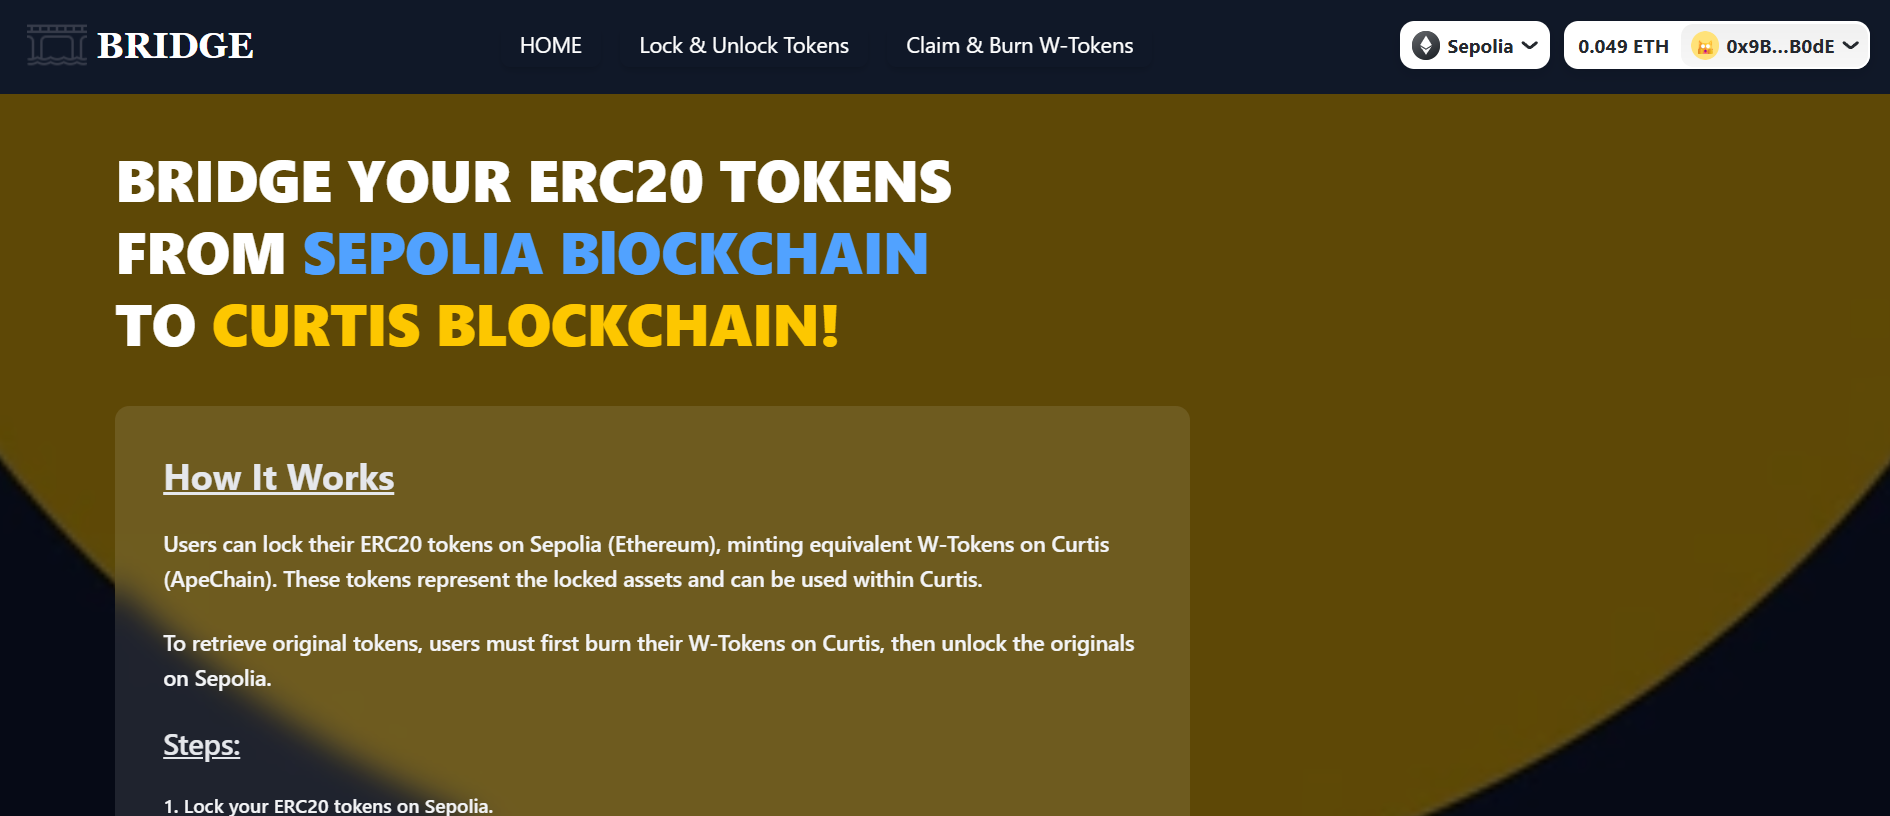 BRIDGE
HOME
Lock & Unlock Tokens
Claim & Burn W-Tokens
Sepolia
0.049 ETH
0x9B...B0dE
BRIDGE YOUR ERC20 TOKENS
FROM SEPOLIA BlOCKCHAIN
TO CURTIS BLOCKCHAIN!
How It Works
Users can lock their ERC20 tokens on Sepolia (Ethereum), minting equivalent W-Tokens on Curtis
(ApeChain). These tokens represent the locked assets and can be used within Curtis.
To retrieve original tokens, users must first burn their W-Tokens on Curtis, then unlock the originals
on Sepolia.
Steps:
1. Lock your ERC20 tokens on Sepolia.